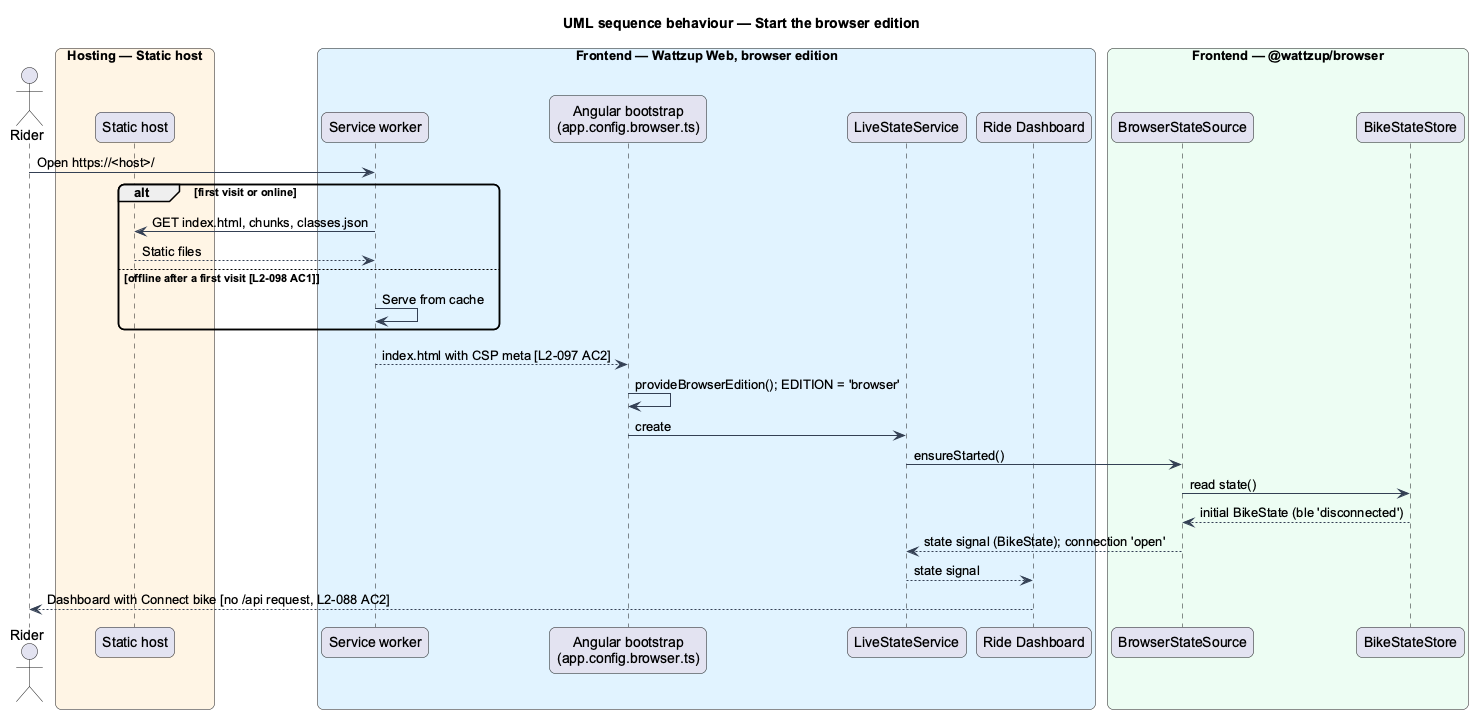 UML sequence behaviour — Start the browser edition
Hosting — Static host
Frontend — Wattzup Web, browser edition
Frontend — @wattzup/browser
Rider
Static host
Service worker
Angular bootstrap
(app.config.browser.ts)
LiveStateService
Ride Dashboard
BrowserStateSource
BikeStateStore
Open https://<host>/
alt
[first visit or online]
GET index.html, chunks, classes.json
Static files
[offline after a first visit [L2-098 AC1]]
Serve from cache
index.html with CSP meta [L2-097 AC2]
provideBrowserEdition(); EDITION = 'browser'
create
ensureStarted()
read state()
initial BikeState (ble 'disconnected')
state signal (BikeState); connection 'open'
state signal
Dashboard with Connect bike [no /api request, L2-088 AC2]
Rider
Static host
Service worker
Angular bootstrap
(app.config.browser.ts)
LiveStateService
Ride Dashboard
BrowserStateSource
BikeStateStore